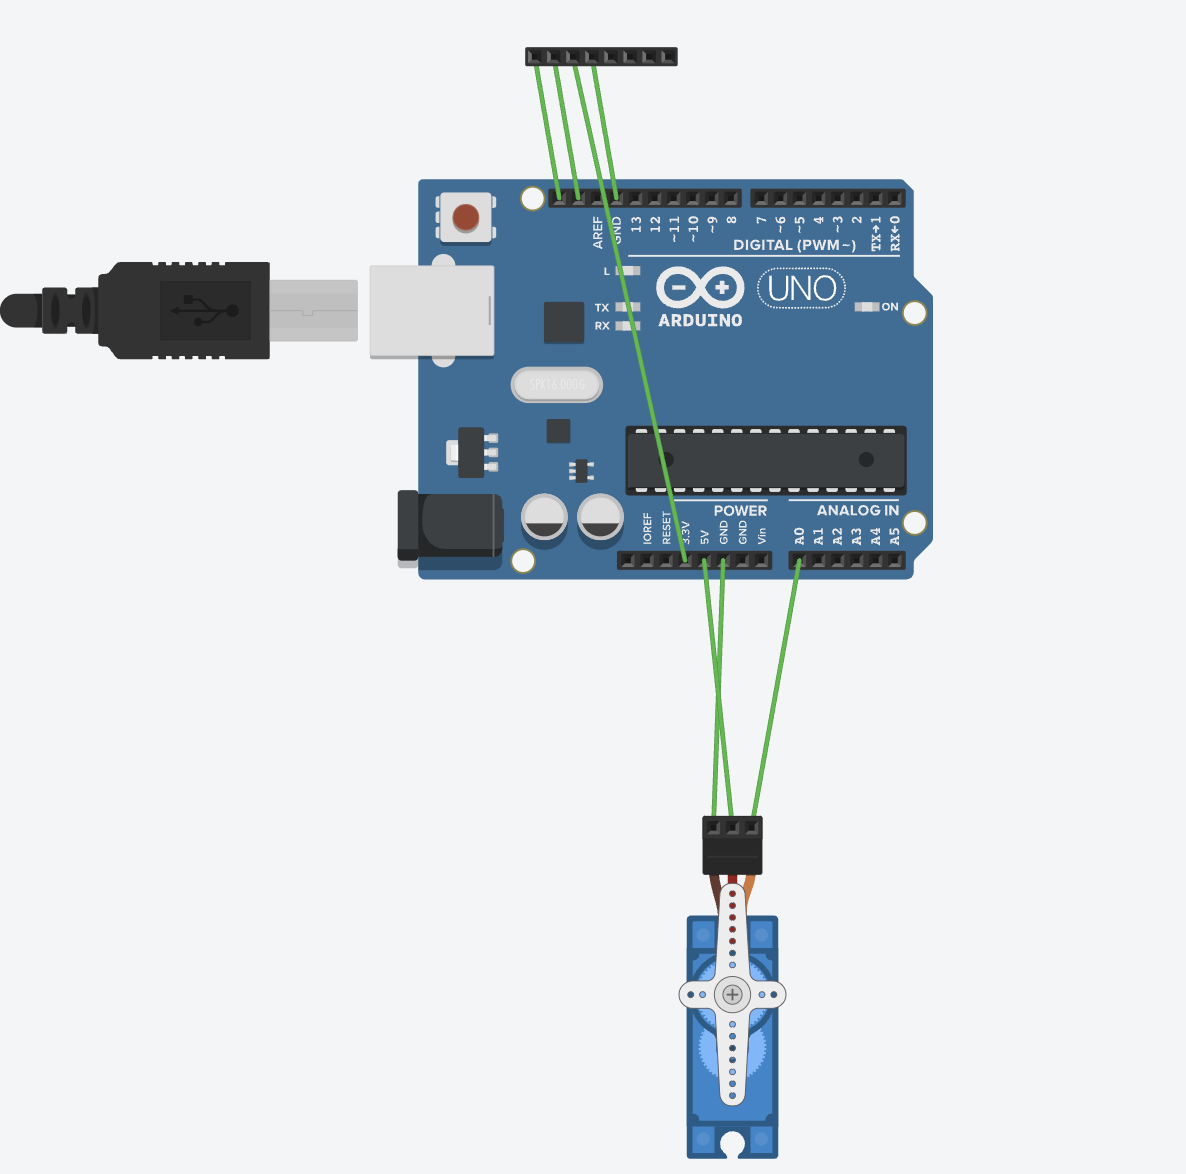 AREF
GND
13
12
~11
~10
~9
8
7
~6
~5
4
~3
2
TX→1
RX←0
DIGITAL (PWM~)
L
TX
RX
UNO
ON
ARDUINO
SPK16.000G
POWER
ANALOG IN
IOREF
RESET
3.3V
5V
GND
GND
Vin
A0
A1
A2
A3
A4
A5